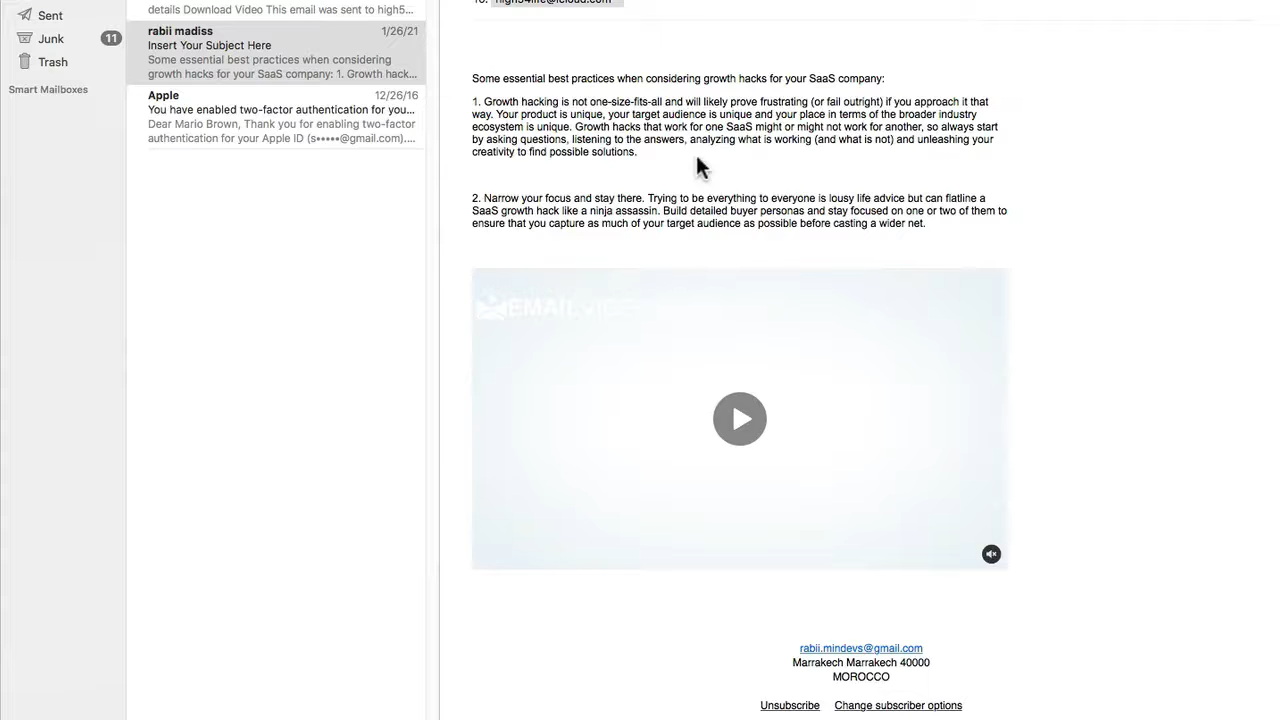 Sent
Junk
11
Trash
Smart Mailboxes
details Download Video This email was sent to high5...
rabii madiss
1/26/21
Insert Your Subject Here
Some essential best practices when considering
growth hacks for your SaaS company: 1. Growth hack...
Apple
12/26/16
You have enabled two-factor authentication for you...
Dear Mario Brown, Thank you for enabling two-factor
authentication for your Apple ID (s•••••@gmail.com)....
To: high54life@icloud.com
Some essential best practices when considering growth hacks for your SaaS company:
1. Growth hacking is not one-size-fits-all and will likely prove frustrating (or fail outright) if you approach it that
way. Your product is unique, your target audience is unique and your place in terms of the broader industry
ecosystem is unique. Growth hacks that work for one SaaS might or might not work for another, so always start
by asking questions, listening to the answers, analyzing what is working (and what is not) and unleashing your
creativity to find possible solutions.
2. Narrow your focus and stay there. Trying to be everything to everyone is lousy life advice but can flatline a
SaaS growth hack like a ninja assassin. Build detailed buyer personas and stay focused on one or two of them to
ensure that you capture as much of your target audience as possible before casting a wider net.
EMAILVIDEO
rabii.mindevs@gmail.com
Marrakech Marrakech 40000
MOROCCO
Unsubscribe
Change subscriber options